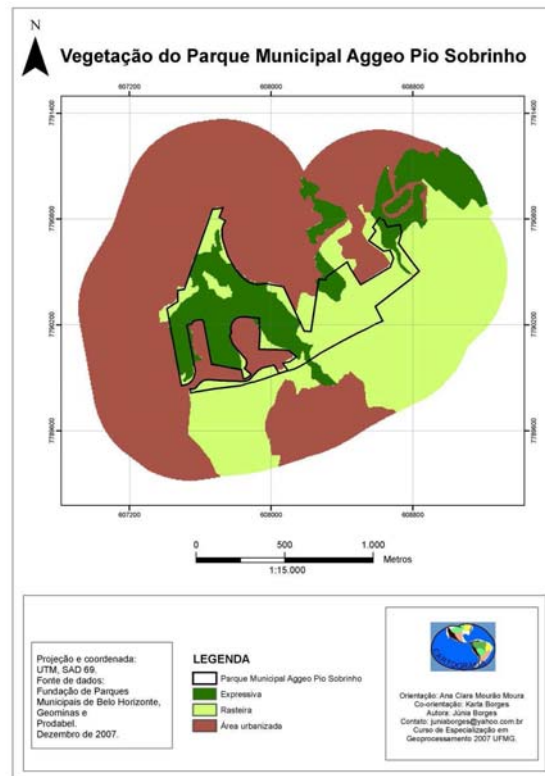 N
Vegetação do Parque Municipal Aggeo Pio Sobrinho
607200 608000 608800
7791400 7791400
7790800 7790800
7790200 7790200
7789600 7789600
607200 608000 608800
0 500 1.000
Metros
1:15.000
Projeção e coordenada:
UTM, SAD 69.
Fonte de dados:
Fundação de Parques
Municipais de Belo Horizonte,
Geominas e
Prodabel.
Dezembro de 2007.
LEGENDA
Parque Municipal Aggeo Pio Sobrinho
Expressiva
Rasteira
Área urbanizada
Orientação: Ana Clara Mourão Moura
Co-orientação: Karla Borges
Autora: Júnia Borges
Contato: juniaborges@yahoo.com.br
Curso de Especialização em
Geoprocessamento 2007 UFMG.